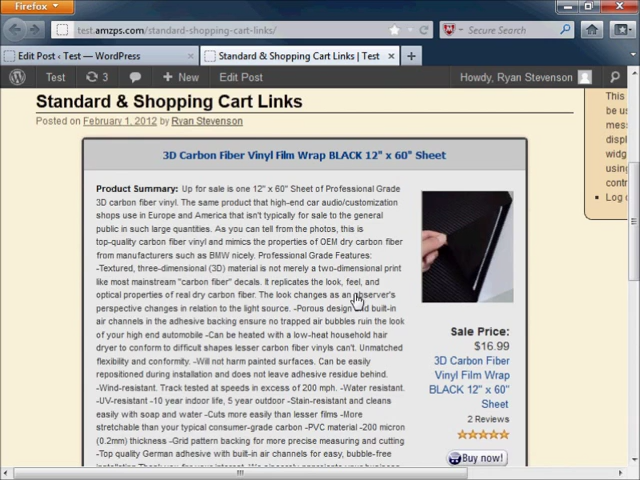 Firefox
test.amzps.com/standard-shopping-cart-links/
Secure Search
Edit Post ‹ Test — WordPress
Standard & Shopping Cart Links | Test
Test
3
+ New
Edit Post
Howdy, Ryan Stevenson
Standard & Shopping Cart Links
Posted on February 1, 2012 by Ryan Stevenson
3D Carbon Fiber Vinyl Film Wrap BLACK 12" x 60" Sheet
Product Summary: Up for sale is one 12" x 60" Sheet of Professional Grade
3D carbon fiber vinyl. The same product that high-end car audio/customization
shops use in Europe and America that isn't typically for sale to the general
public in such large quantities. As you can tell from the photos, this is
top-quality carbon fiber vinyl and mimics the properties of OEM dry carbon fiber
from manufacturers such as BMW nicely. Professional Grade Features:
-Textured, three-dimensional (3D) material is not merely a two-dimensional print
like most mainstream "carbon fiber" decals. It replicates the look, feel, and
optical properties of real dry carbon fiber. The look changes as an observer's
perspective changes in relation to the light source. -Porous design and built-in
air channels in the adhesive backing ensure no trapped air bubbles ruin the look
of your high end automobile -Can be heated with a low-heat household hair
dryer to conform to difficult shapes lesser carbon fiber vinyls can't. Unmatched
flexibility and conformity. -Will not harm painted surfaces. Can be easily
repositioned during installation and does not leave adhesive residue behind.
-Wind-resistant. Track tested at speeds in excess of 200 mph. -Water resistant.
-UV-resistant -10 year indoor life, 5 year outdoor -Stain-resistant and cleans
easily with soap and water -Cuts more easily than lesser films -More
stretchable than your typical consumer-grade carbon -PVC material -200 micron
(0.2mm) thickness -Grid pattern backing for more precise measuring and cutting
-Top quality German adhesive with built-in air channels for easy, bubble-free
Sale Price:
$16.99
3D Carbon Fiber
Vinyl Film Wrap
BLACK 12" x 60"
Sheet
2 Reviews
Buy now!
This
be us
mess
displ
widg
contr
Log o